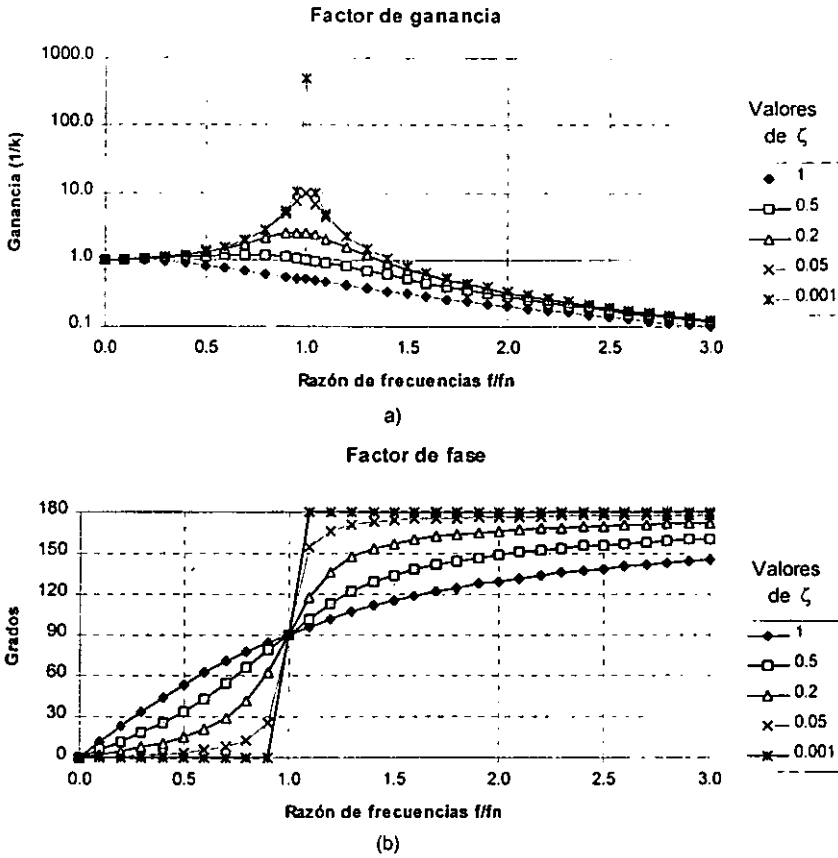 Factor de ganancia
1000.0
100.0
10.0
1.0
0.1
Ganancia (1/k)
0.0 0.5 1.0 1.5 2.0 2.5 3.0
Razón de frecuencias f/fn
Valores
de ζ
1
0.5
0.2
0.05
0.001
a)
Factor de fase
180
150
120
90
60
30
0
Grados
0.0 0.5 1.0 1.5 2.0 2.5 3.0
Razón de frecuencias f/fn
Valores
de ζ
1
0.5
0.2
0.05
0.001
(b)